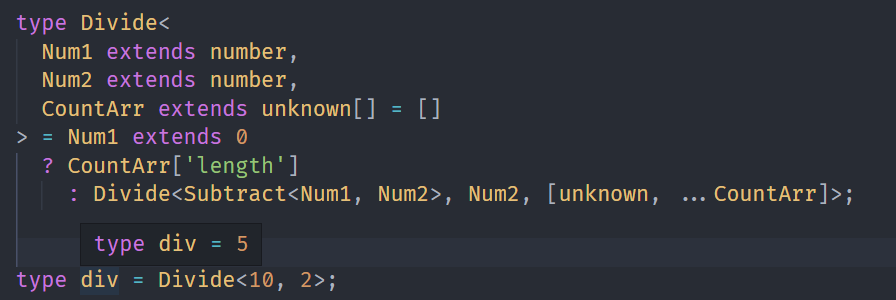 type Divide<
  Num1 extends number,
  Num2 extends number,
  CountArr extends unknown[] = []
> = Num1 extends 0
  ? CountArr['length']
    : Divide<Subtract<Num1, Num2>, Num2, [unknown, ...CountArr]>;
type div = 5
type div = Divide<10, 2>;